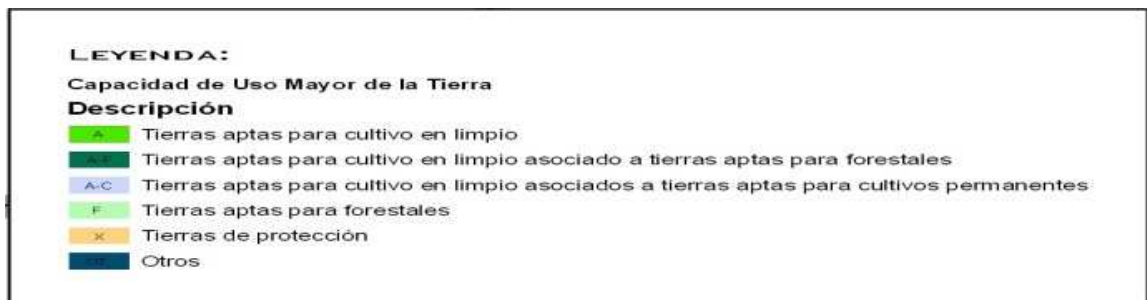 LEYENDA:
Capacidad de Uso Mayor de la Tierra
Descripción
A Tierras aptas para cultivo en limpio
A-F Tierras aptas para cultivo en limpio asociado a tierras aptas para forestales
A-C Tierras aptas para cultivo en limpio asociados a tierras aptas para cultivos permanentes
F Tierras aptas para forestales
X Tierras de protección
Otros